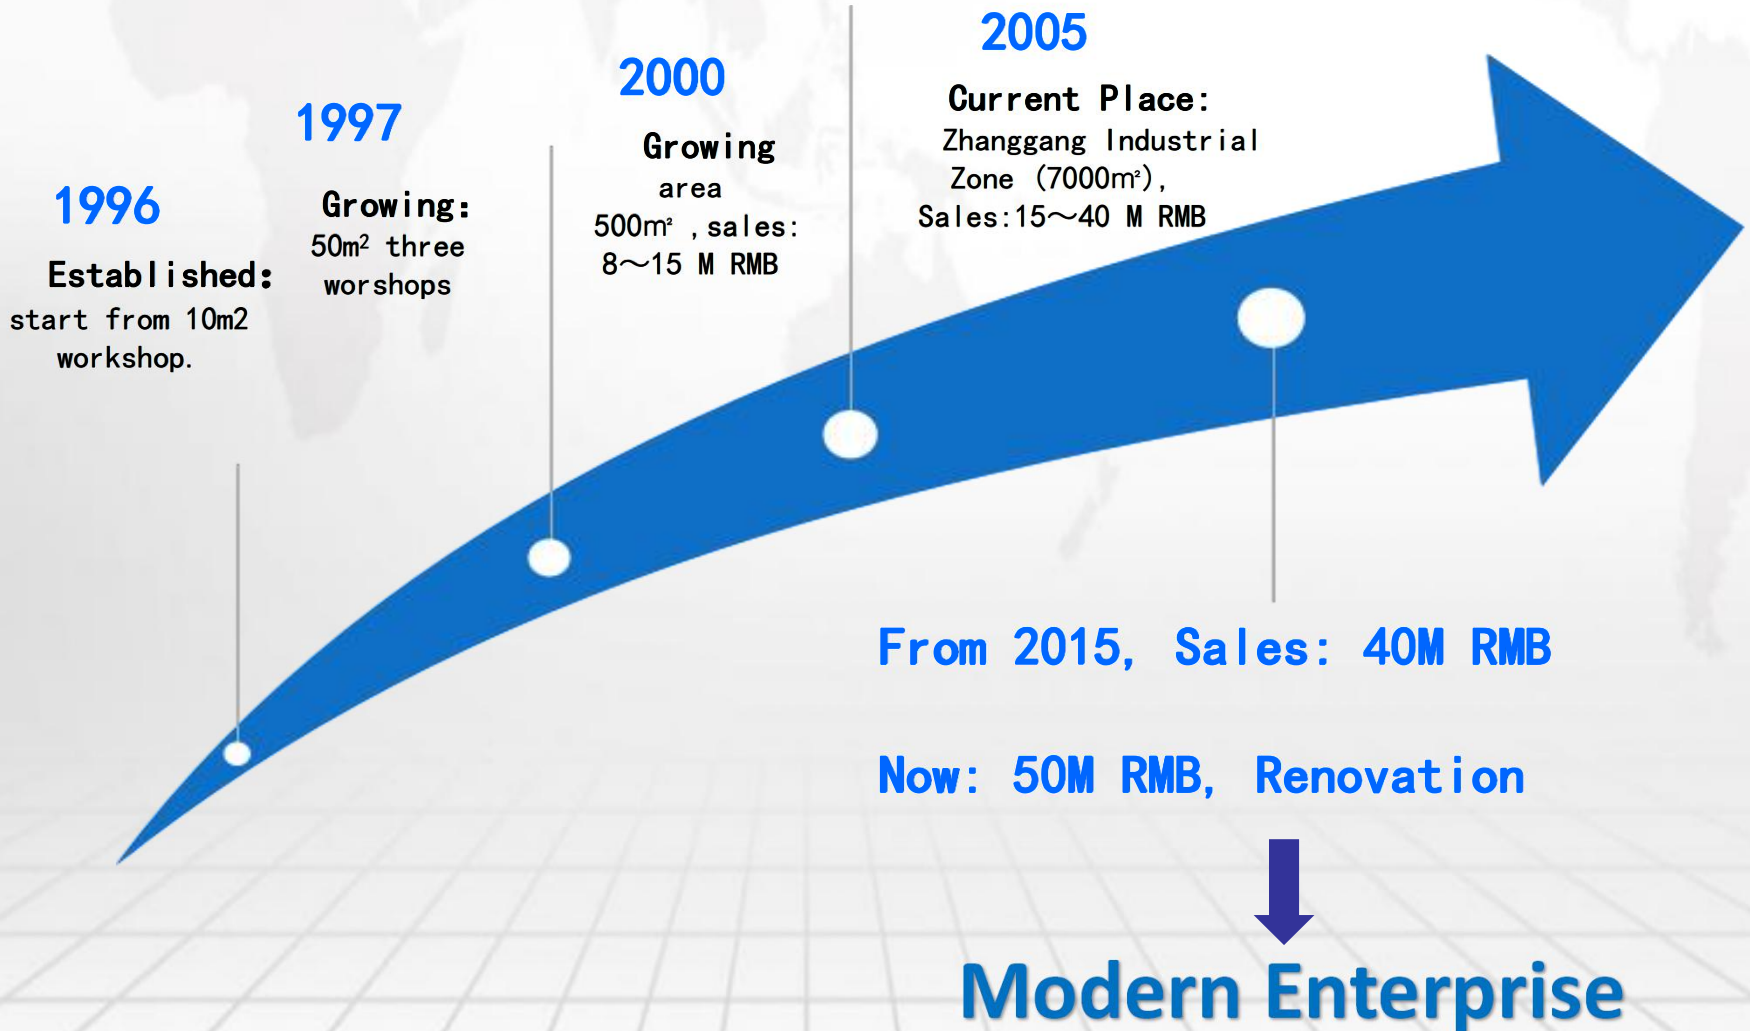 1996
Established:
start from 10m2
workshop.
1997
Growing:
50m² three
worshops
2000
Growing
area
500㎡ ,sales:
8～15 M RMB
2005
Current Place:
Zhanggang Industrial
Zone (7000㎡),
Sales:15～40 M RMB
From 2015, Sales: 40M RMB
Now: 50M RMB, Renovation
Modern Enterprise